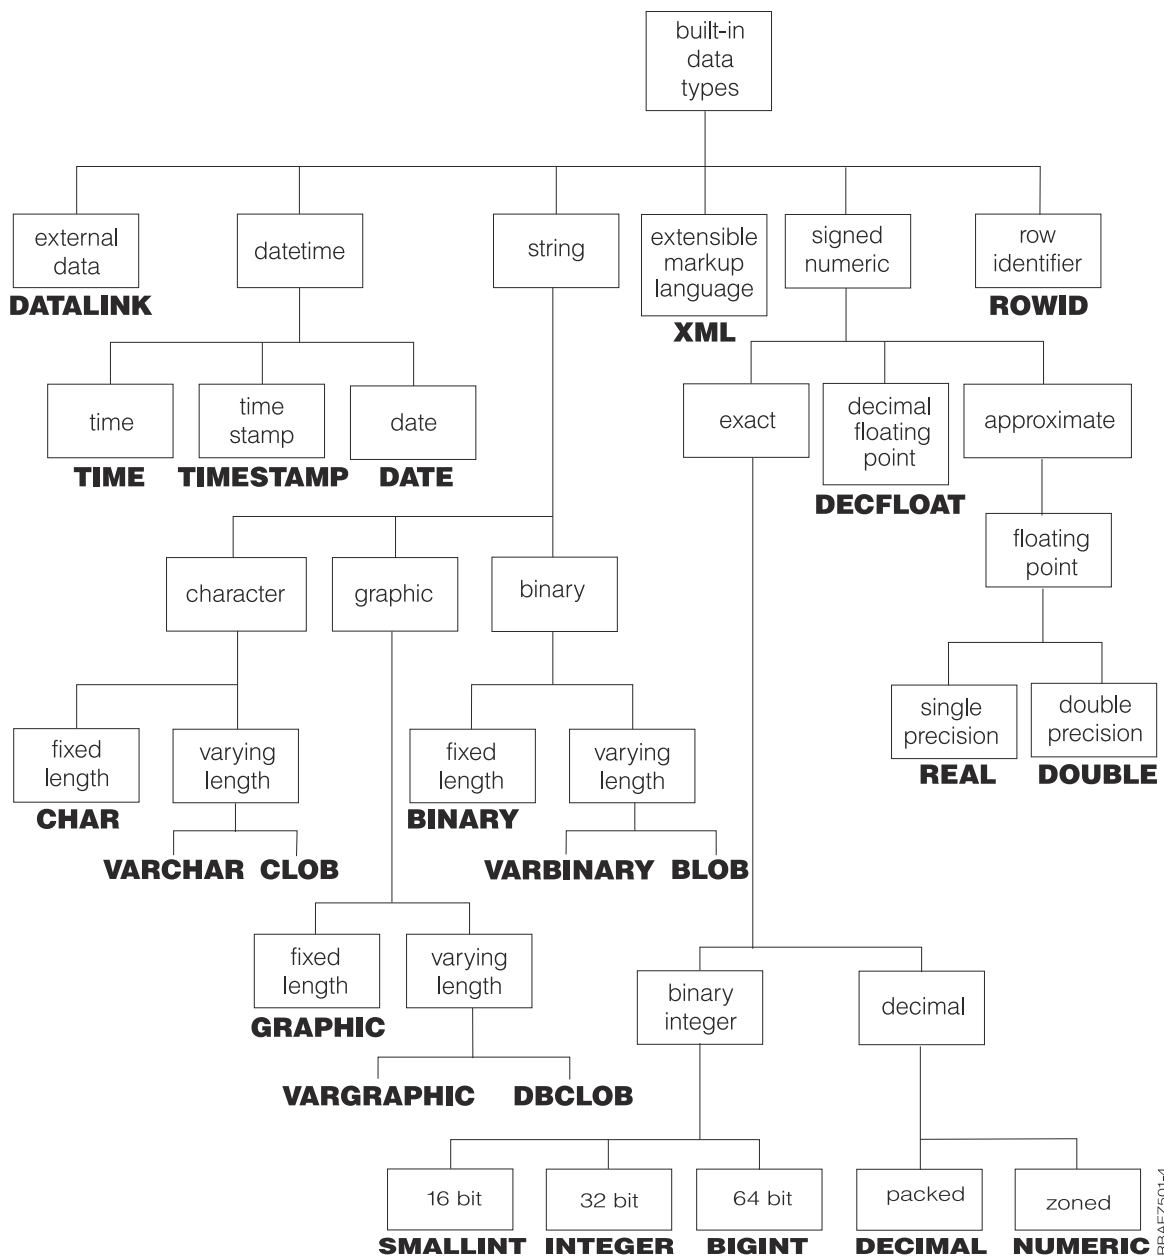 built-in
data
types
external
data
DATALINK
datetime
string
extensible
markup
language
XML
signed
numeric
row
identifier
ROWID
time
TIME
time
stamp
TIMESTAMP
date
DATE
exact
decimal
floating
point
DECFLOAT
approximate
floating
point
character
graphic
binary
single
precision
REAL
double
precision
DOUBLE
fixed
length
CHAR
varying
length
VARCHAR CLOB
fixed
length
BINARY
varying
length
VARBINARY BLOB
fixed
length
GRAPHIC
varying
length
VARGRAPHIC DBCLOB
binary
integer
decimal
16 bit
SMALLINT
32 bit
INTEGER
64 bit
BIGINT
packed
DECIMAL
zoned
NUMERIC